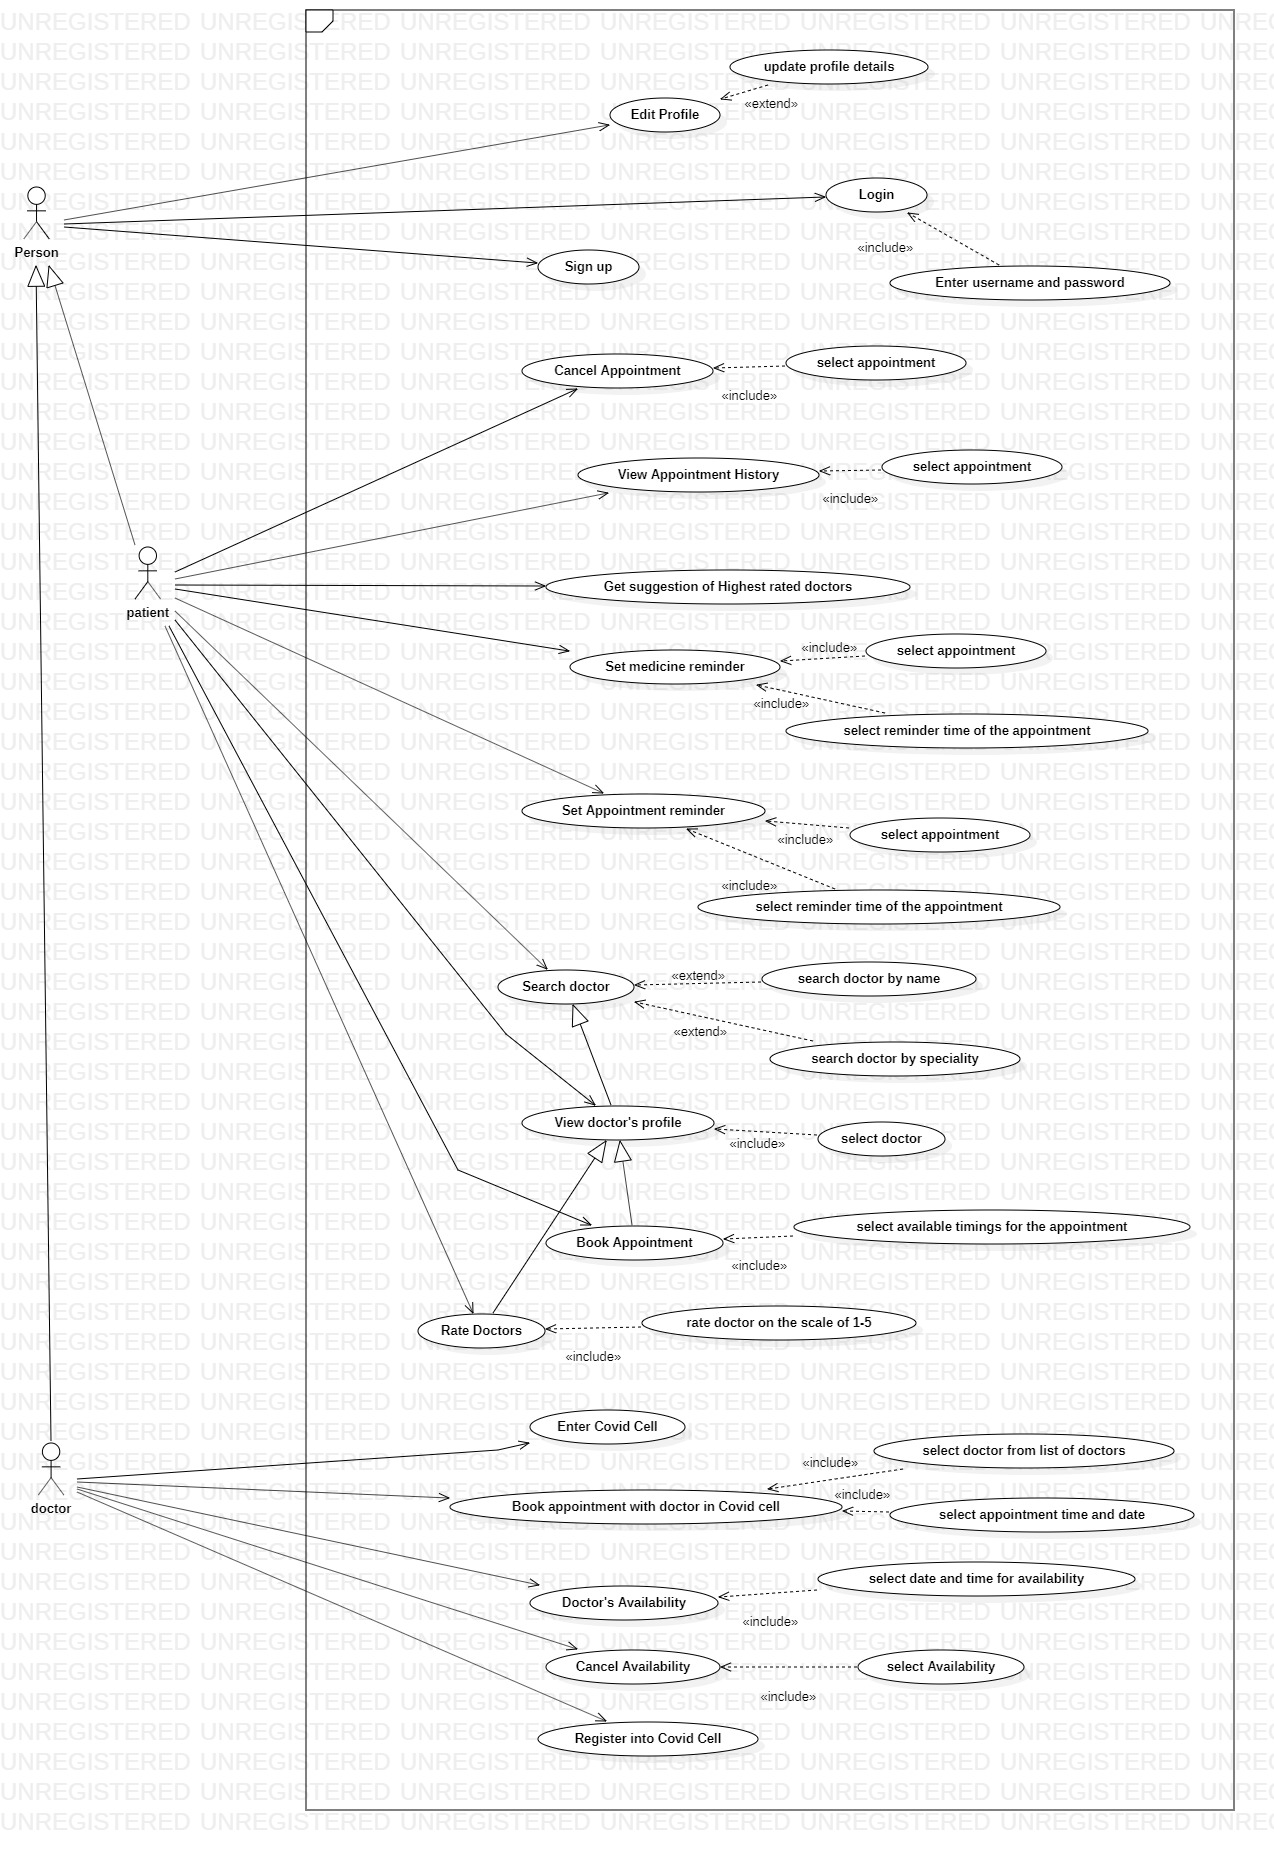 update profile details
«extend»
Edit Profile
Login
«include»
Person
Sign up
Enter username and password
Cancel Appointment
select appointment
«include»
View Appointment History
select appointment
«include»
patient
Get suggestion of Highest rated doctors
«include»
select appointment
Set medicine reminder
«include»
select reminder time of the appointment
Set Appointment reminder
«include»
select appointment
«include»
select reminder time of the appointment
«extend»
search doctor by name
Search doctor
«extend»
search doctor by speciality
View doctor's profile
«include»
select doctor
select available timings for the appointment
Book Appointment
«include»
rate doctor on the scale of 1-5
Rate Doctors
«include»
Enter Covid Cell
«include»
select doctor from list of doctors
doctor
Book appointment with doctor in Covid cell
«include»
select appointment time and date
select date and time for availability
Doctor's Availability
«include»
Cancel Availability
select Availability
«include»
Register into Covid Cell
UNREGISTERED